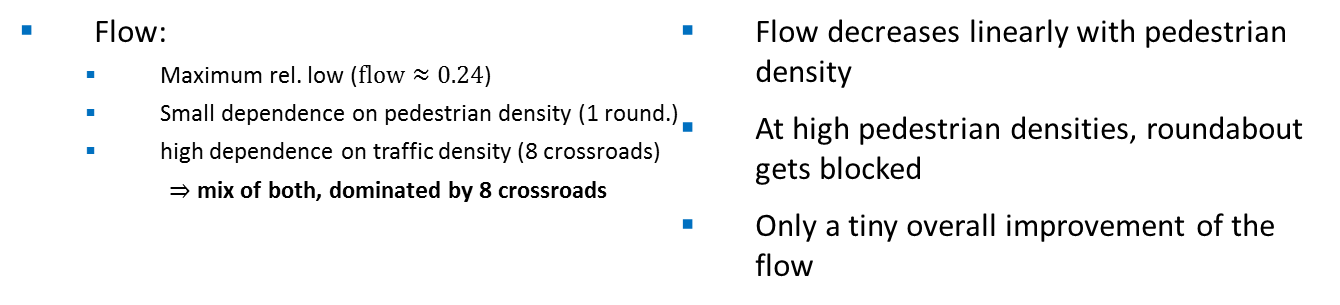 Flow:
Maximum rel. low (flow ≈ 0.24)
Small dependence on pedestrian density (1 round.)
high dependence on traffic density (8 crossroads)
⇒ mix of both, dominated by 8 crossroads
Flow decreases linearly with pedestrian
density
At high pedestrian densities, roundabout
gets blocked
Only a tiny overall improvement of the
flow